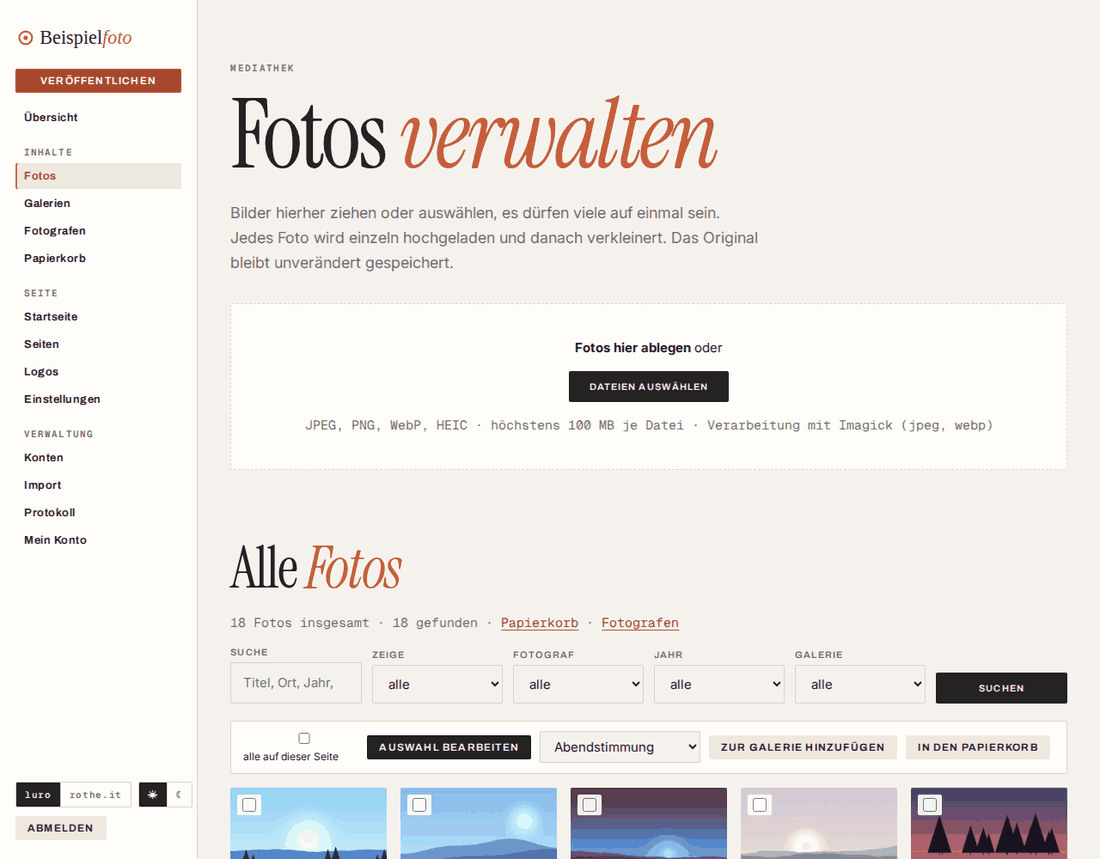 Beispielfoto
VERÖFFENTLICHEN
Übersicht
INHALTE
Fotos
Galerien
Fotografen
Papierkorb
SEITE
Startseite
Seiten
Logos
Einstellungen
VERWALTUNG
Konten
Import
Protokoll
Mein Konto
luro rothe.it
ABMELDEN
MEDIATHEK
Fotos verwalten
Bilder hierher ziehen oder auswählen, es dürfen viele auf einmal sein.
Jedes Foto wird einzeln hochgeladen und danach verkleinert. Das Original
bleibt unverändert gespeichert.
Fotos hier ablegen oder
DATEIEN AUSWÄHLEN
JPEG, PNG, WebP, HEIC · höchstens 100 MB je Datei · Verarbeitung mit Imagick (jpeg, webp)
Alle Fotos
18 Fotos insgesamt · 18 gefunden · Papierkorb · Fotografen
SUCHE ZEIGE FOTOGRAF JAHR GALERIE
Titel, Ort, Jahr, alle alle alle alle SUCHEN
alle auf dieser Seite AUSWAHL BEARBEITEN Abendstimmung ZUR GALERIE HINZUFÜGEN IN DEN PAPIERKORB